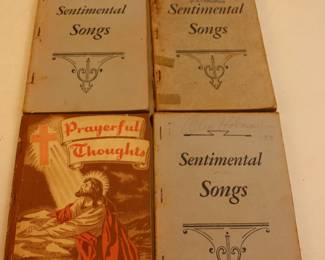 Sentimental
Songs
Sentimental
Songs
Prayerful
Thoughts
Sentimental
Songs